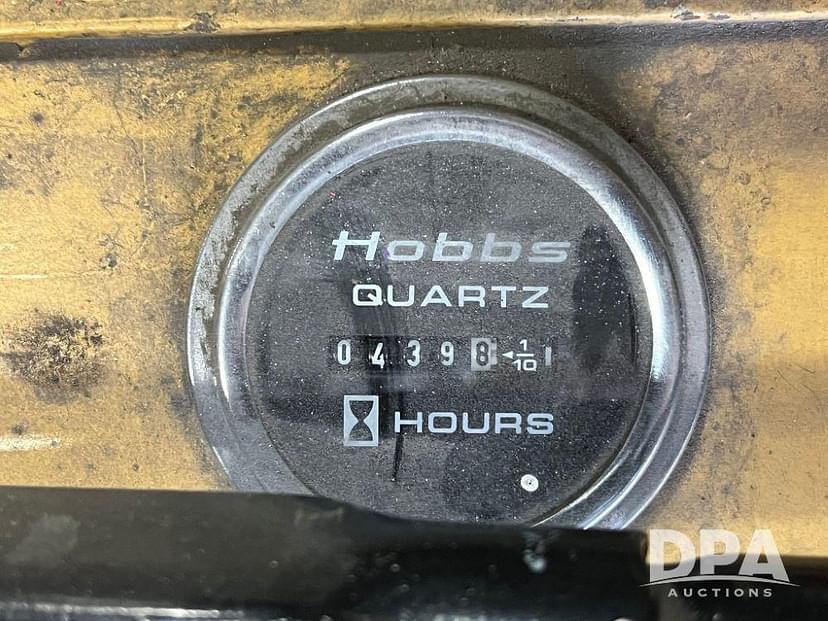 Hobbs
QUARTZ
04398 ◄ 1/10
HOURS
DPA
AUCTIONS